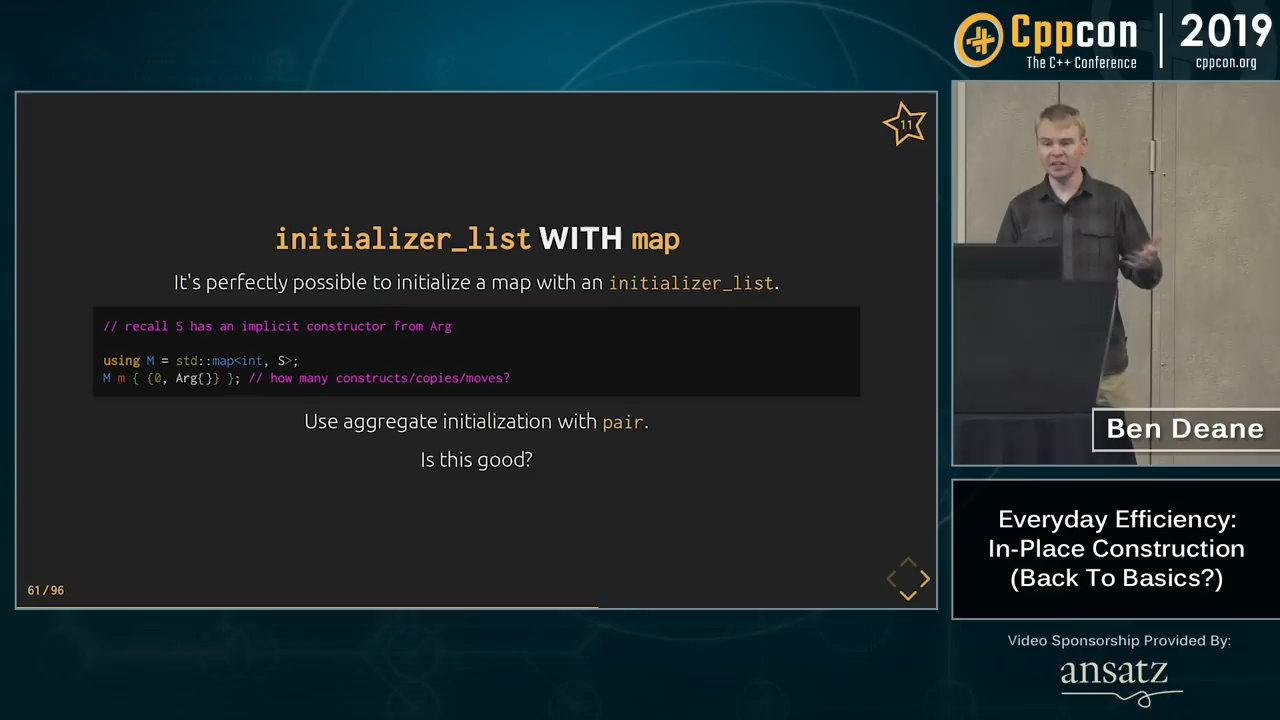 Cppcon
The C++ Conference
2019
cppcon.org
11
initializer_list WITH map
It's perfectly possible to initialize a map with an initializer_list.
// recall S has an implicit constructor from Arg
using M = std::map<int, S>;
M m { {0, Arg{}} }; // how many constructs/copies/moves?
Use aggregate initialization with pair.
Is this good?
61 / 96
Ben Deane
Everyday Efficiency:
In-Place Construction
(Back To Basics?)
Video Sponsorship Provided By:
ansatz